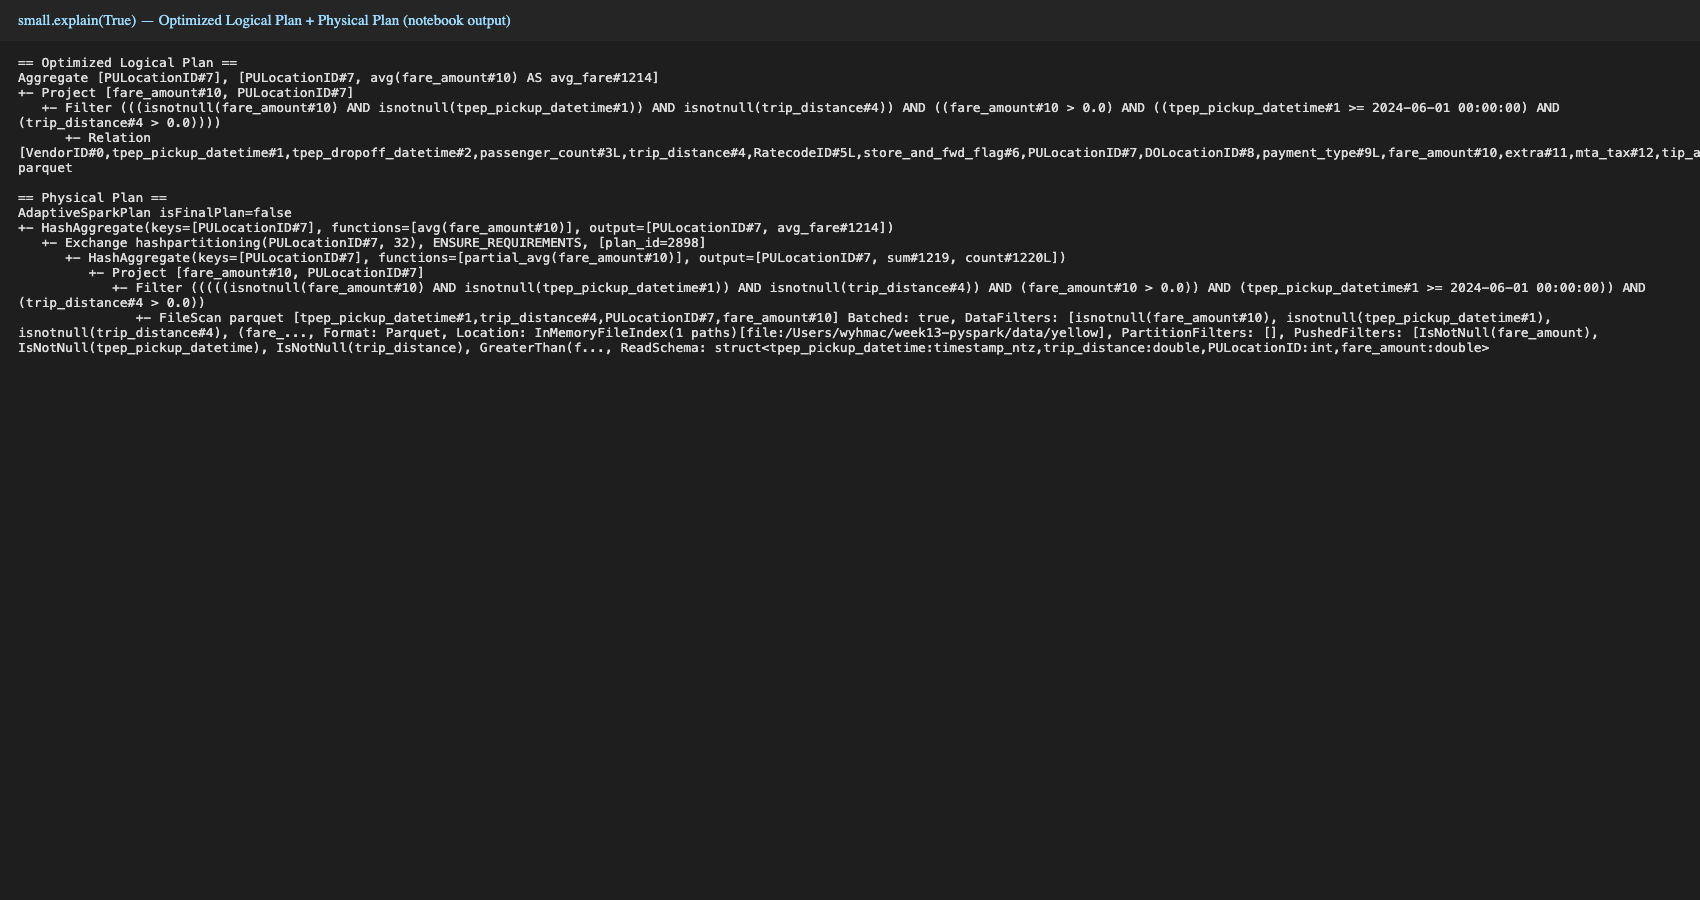 small.explain(True) — Optimized Logical Plan + Physical Plan (notebook output)
== Optimized Logical Plan ==
Aggregate [PULocationID#7], [PULocationID#7, avg(fare_amount#10) AS avg_fare#1214]
+- Project [fare_amount#10, PULocationID#7]
   +- Filter (((isnotnull(fare_amount#10) AND isnotnull(tpep_pickup_datetime#1)) AND isnotnull(trip_distance#4)) AND ((fare_amount#10 > 0.0) AND ((tpep_pickup_datetime#1 >= 2024-06-01 00:00:00) AND
(trip_distance#4 > 0.0))))
      +- Relation
[VendorID#0,tpep_pickup_datetime#1,tpep_dropoff_datetime#2,passenger_count#3L,trip_distance#4,RatecodeID#5L,store_and_fwd_flag#6,PULocationID#7,DOLocationID#8,payment_type#9L,fare_amount#10,extra#11,mta_tax#12,tip_a
parquet
== Physical Plan ==
AdaptiveSparkPlan isFinalPlan=false
+- HashAggregate(keys=[PULocationID#7], functions=[avg(fare_amount#10)], output=[PULocationID#7, avg_fare#1214])
   +- Exchange hashpartitioning(PULocationID#7, 32), ENSURE_REQUIREMENTS, [plan_id=2898]
      +- HashAggregate(keys=[PULocationID#7], functions=[partial_avg(fare_amount#10)], output=[PULocationID#7, sum#1219, count#1220L])
         +- Project [fare_amount#10, PULocationID#7]
            +- Filter (((((isnotnull(fare_amount#10) AND isnotnull(tpep_pickup_datetime#1)) AND isnotnull(trip_distance#4)) AND (fare_amount#10 > 0.0)) AND (tpep_pickup_datetime#1 >= 2024-06-01 00:00:00)) AND
(trip_distance#4 > 0.0))
               +- FileScan parquet [tpep_pickup_datetime#1,trip_distance#4,PULocationID#7,fare_amount#10] Batched: true, DataFilters: [isnotnull(fare_amount#10), isnotnull(tpep_pickup_datetime#1),
isnotnull(trip_distance#4), (fare_..., Format: Parquet, Location: InMemoryFileIndex(1 paths)[file:/Users/wyhmac/week13-pyspark/data/yellow], PartitionFilters: [], PushedFilters: [IsNotNull(fare_amount),
IsNotNull(tpep_pickup_datetime), IsNotNull(trip_distance), GreaterThan(f..., ReadSchema: struct<tpep_pickup_datetime:timestamp_ntz,trip_distance:double,PULocationID:int,fare_amount:double>